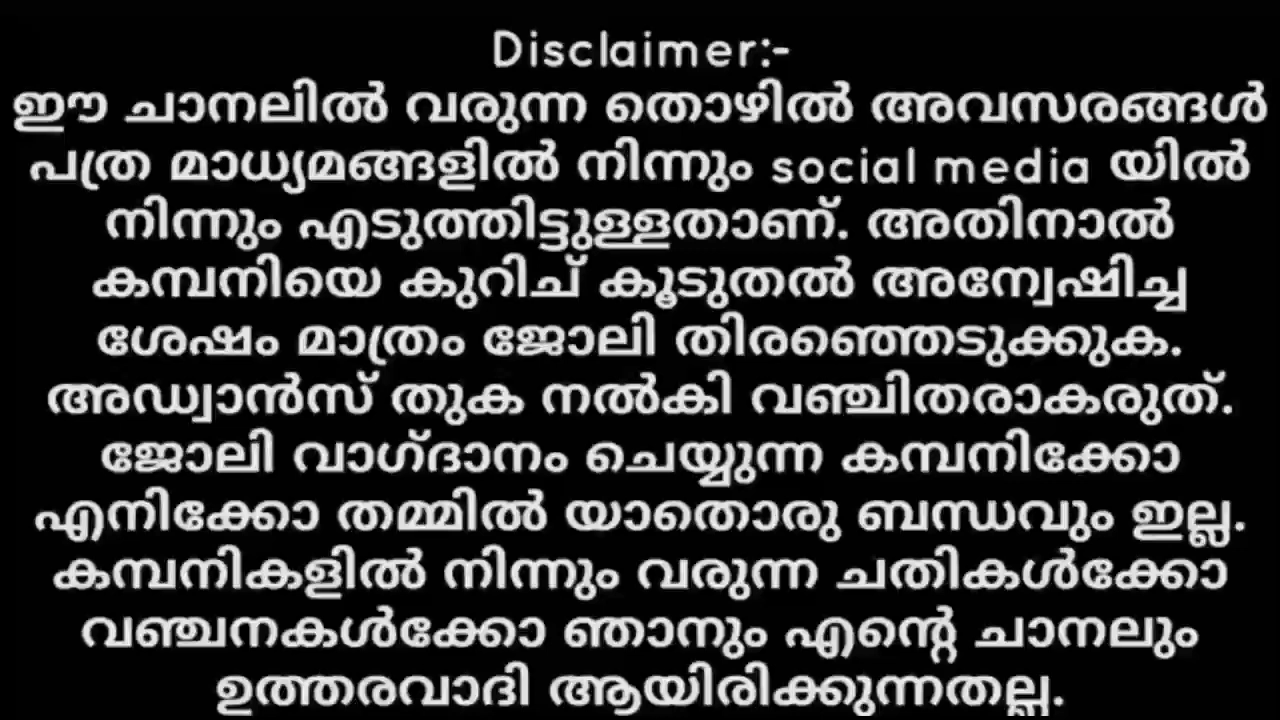 Disclaimer:-
ഈ ചാനലിൽ വരുന്ന തൊഴിൽ അവസരങ്ങൾ
പത്ര മാധ്യമങ്ങളിൽ നിന്നും social media യിൽ
നിന്നും എടുത്തിട്ടുള്ളതാണ്. അതിനാൽ
കമ്പനിയെ കുറിച് കൂടുതൽ അന്വേഷിച്ച
ശേഷം മാത്രം ജോലി തിരഞ്ഞെടുക്കുക.
അഡ്വാൻസ് തുക നൽകി വഞ്ചിതരാകരുത്.
ജോലി വാഗ്ദാനം ചെയ്യുന്ന കമ്പനിക്കോ
എനിക്കോ തമ്മിൽ യാതൊരു ബന്ധവും ഇല്ല.
കമ്പനികളിൽ നിന്നും വരുന്ന ചതികൾക്കോ
വഞ്ചനകൾക്കോ ഞാനും എന്റെ ചാനലും
ഉത്തരവാദി ആയിരിക്കുന്നതല്ല.